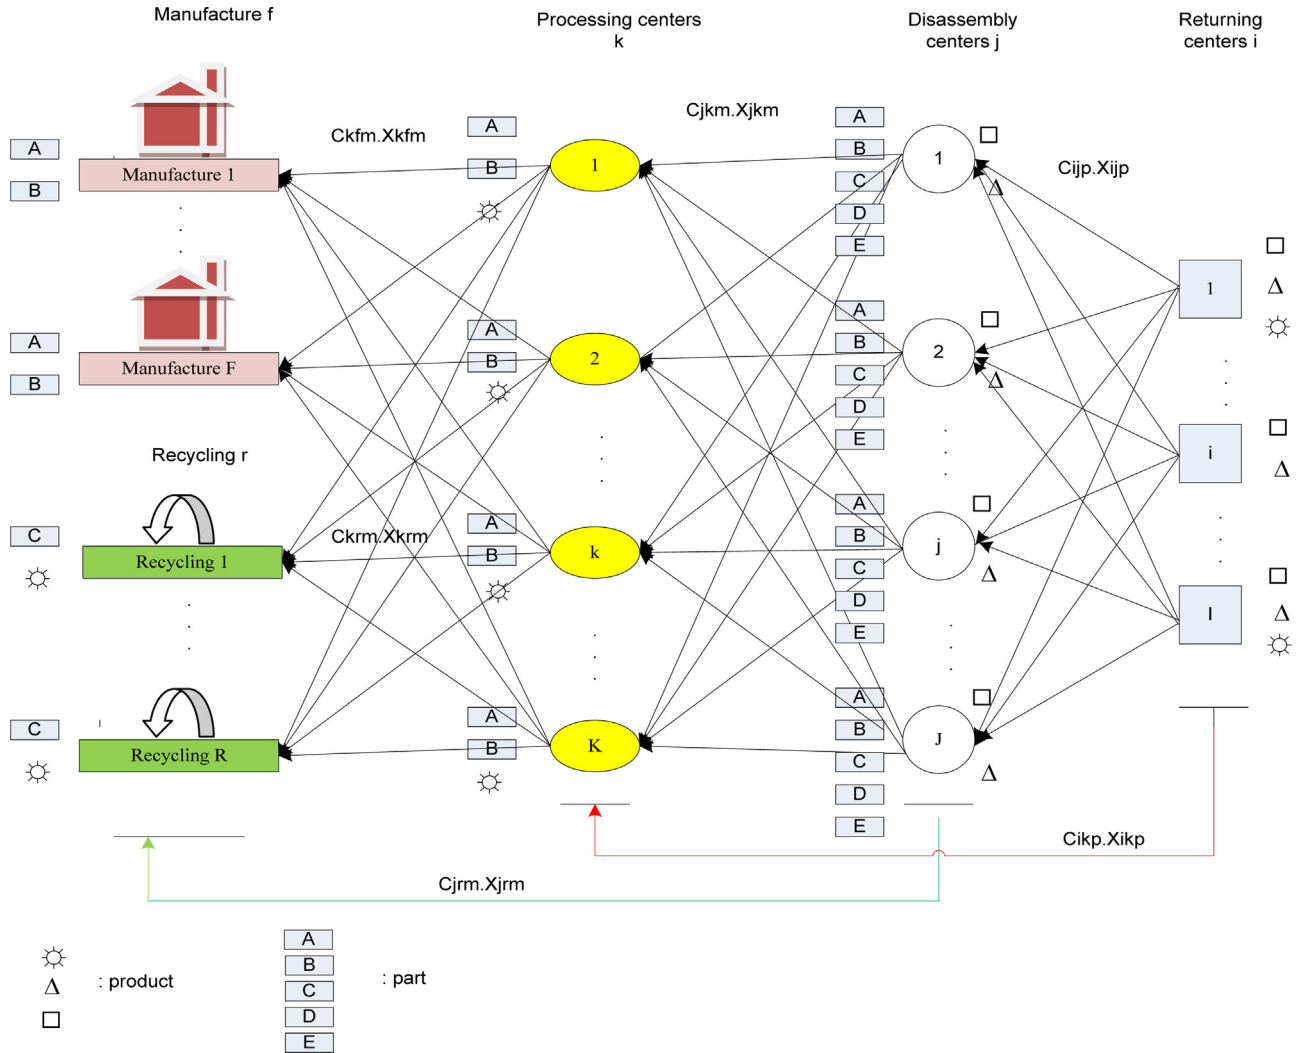 Manufacture f
Processing centers
k
Disassembly
centers j
Returning
centers i
Ckfm.Xkfm
Cjkm.Xjkm
Cijp.Xijp
A
B
Manufacture 1
A
B
1
A
B
C
D
E
1
Δ
1
Δ
A
B
Manufacture F
A
B
2
A
B
C
D
E
2
Δ
i
Δ
Recycling r
C
Recycling 1
Ckrm.Xkrm
A
B
k
A
B
C
D
E
j
Δ
I
Δ
C
Recycling R
A
B
K
A
B
C
D
E
J
Δ
Cikp.Xikp
Cjrm.Xjrm
Δ
: product
A
B
C
D
E
: part